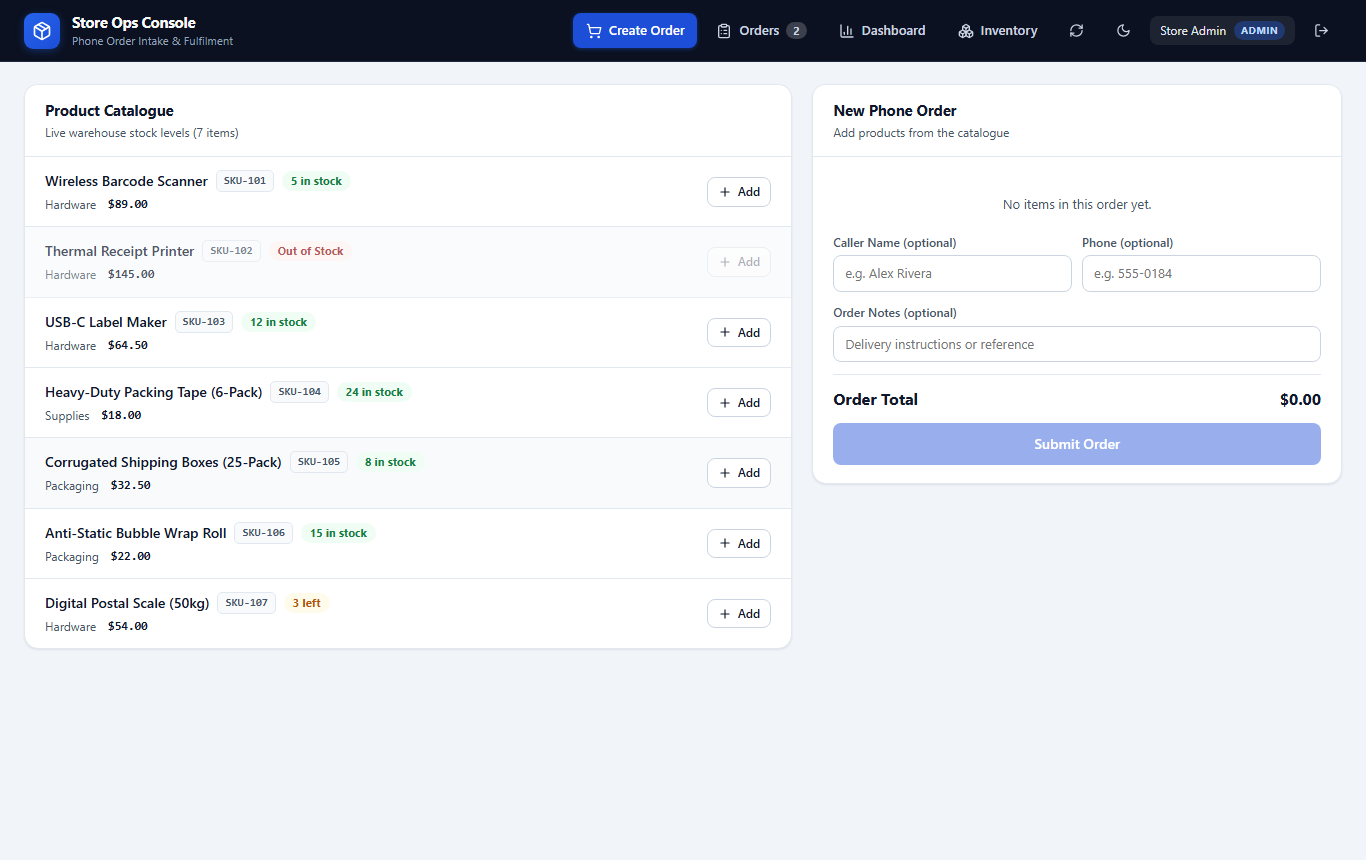 Store Ops Console
Phone Order Intake & Fulfilment
Create Order
Orders 2
Dashboard
Inventory
Store Admin ADMIN
Product Catalogue
Live warehouse stock levels (7 items)
Wireless Barcode Scanner SKU-101 5 in stock
Hardware $89.00
+ Add
Thermal Receipt Printer SKU-102 Out of Stock
Hardware $145.00
+ Add
USB-C Label Maker SKU-103 12 in stock
Hardware $64.50
+ Add
Heavy-Duty Packing Tape (6-Pack) SKU-104 24 in stock
Supplies $18.00
+ Add
Corrugated Shipping Boxes (25-Pack) SKU-105 8 in stock
Packaging $32.50
+ Add
Anti-Static Bubble Wrap Roll SKU-106 15 in stock
Packaging $22.00
+ Add
Digital Postal Scale (50kg) SKU-107 3 left
Hardware $54.00
+ Add
New Phone Order
Add products from the catalogue
No items in this order yet.
Caller Name (optional) Phone (optional)
e.g. Alex Rivera e.g. 555-0184
Order Notes (optional)
Delivery instructions or reference
Order Total $0.00
Submit Order